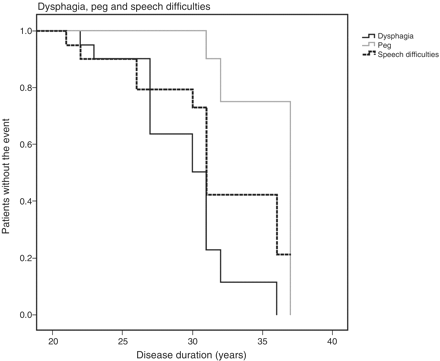 Dysphagia, peg and speech difficulties
Dysphagia
Peg
Speech difficulties
Patients without the event
1.0
0.8
0.6
0.4
0.2
0.0
20 25 30 35 40
Disease duration (years)